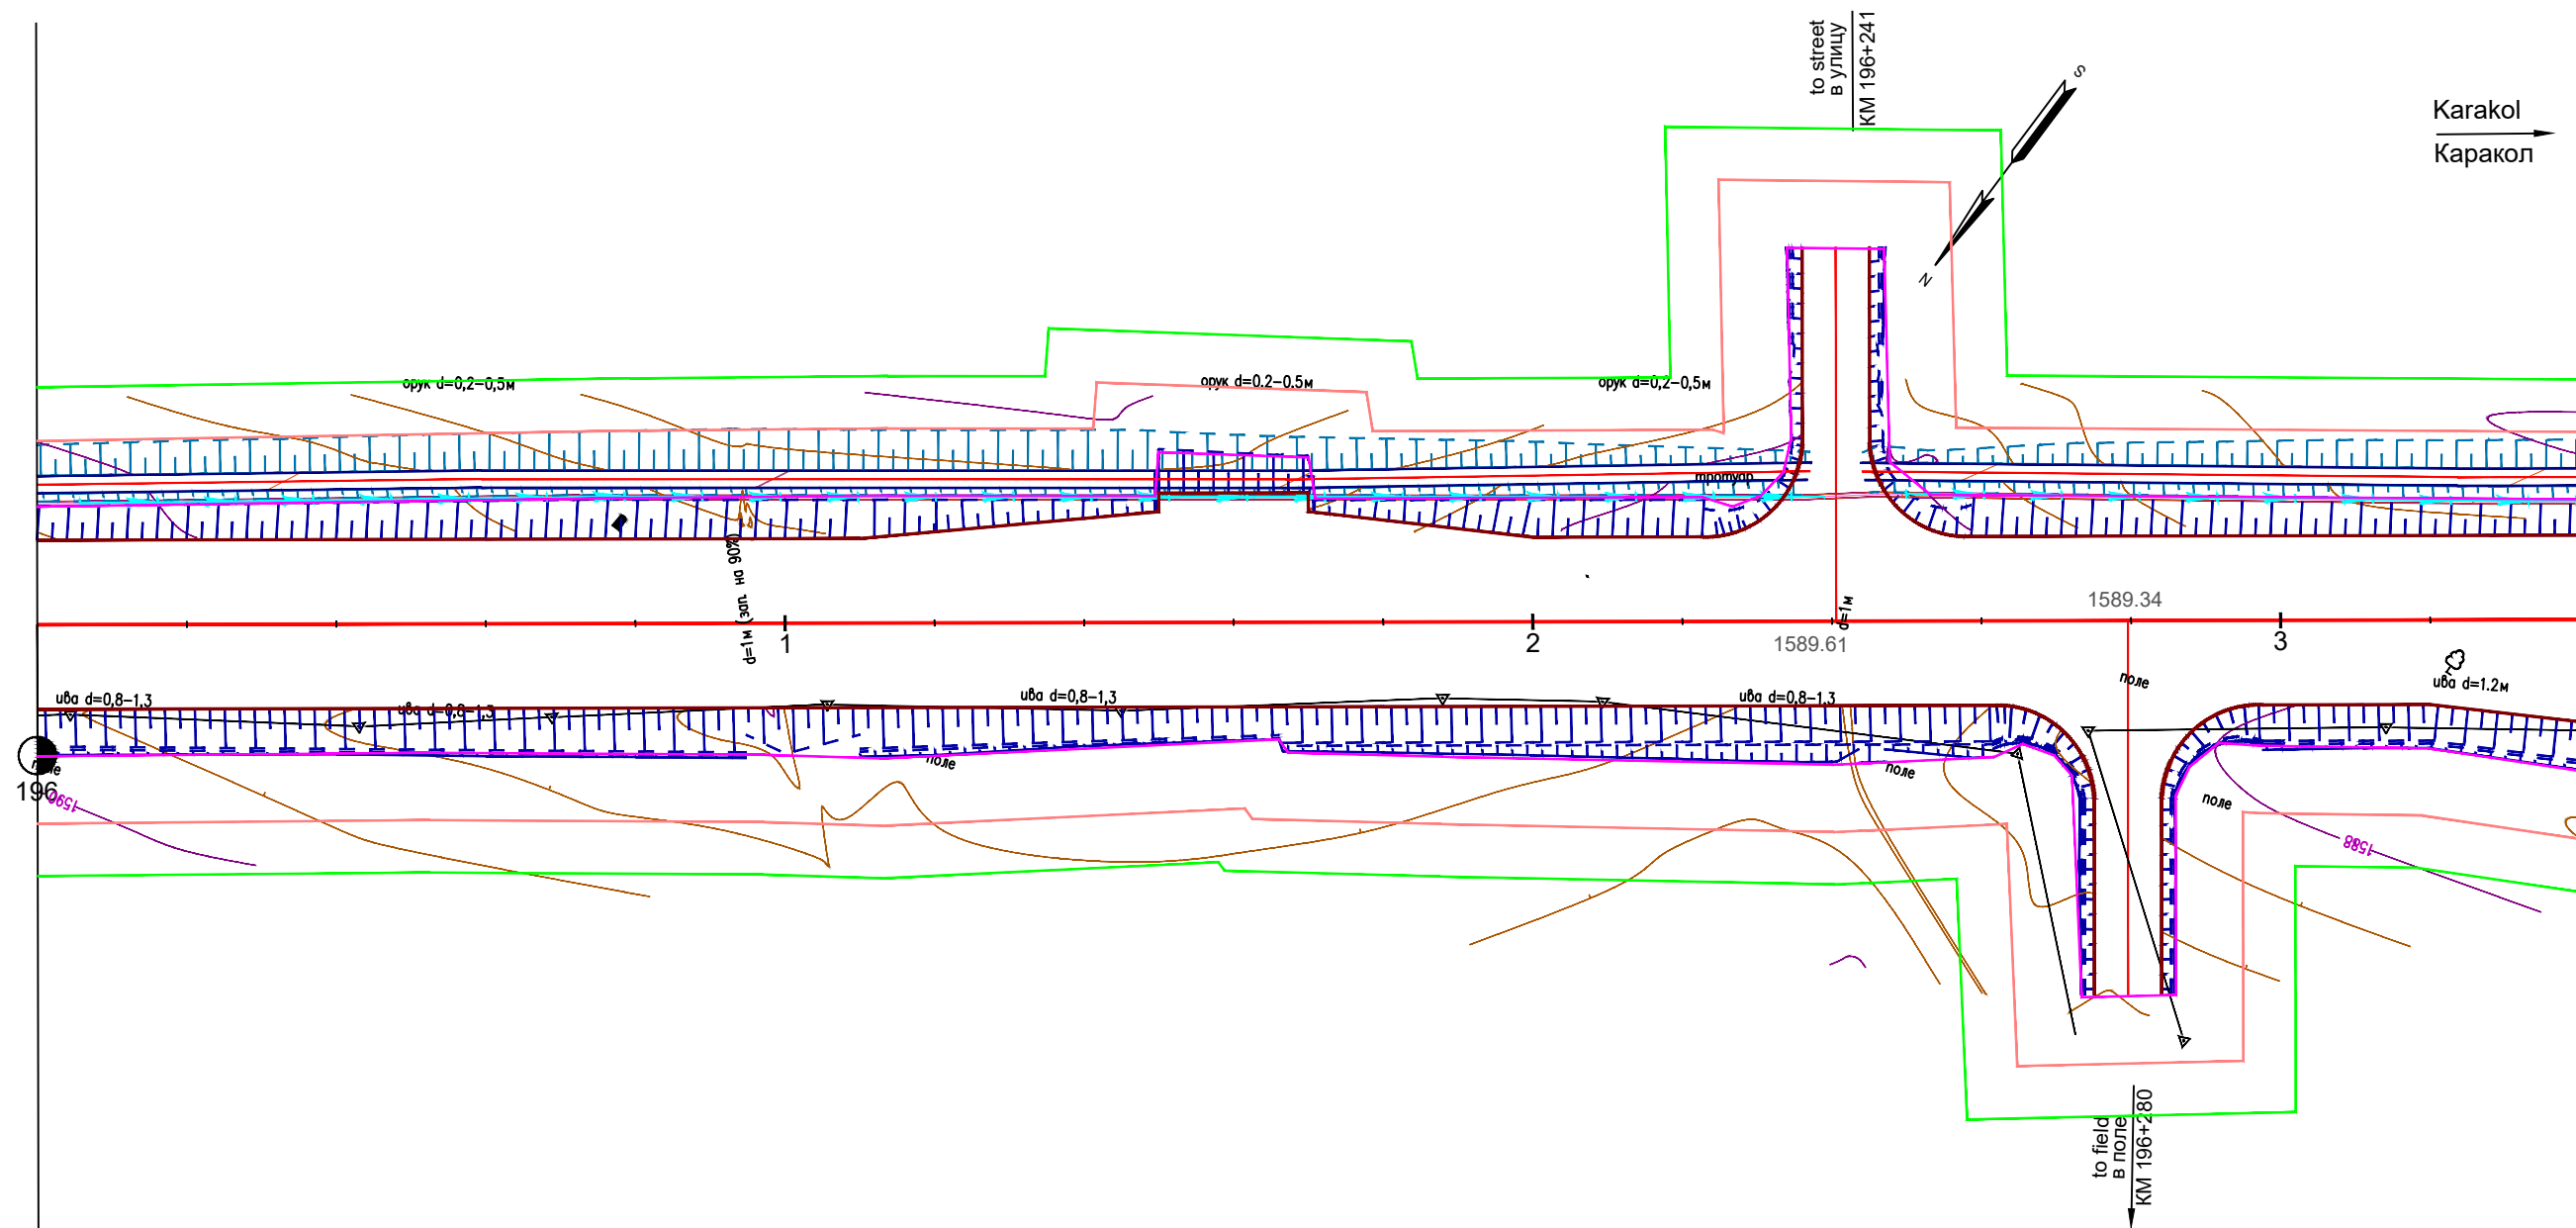 to street
в улицу
КМ 196+241
S
N
Karakol
Каракол
орук d=0,2-0,5м
орук d=0.2-0.5м
орук d=0,2-0,5м
тротуар
d=1м (зап. на 90%)
d=1м
1589.34
1
2
1589.61
3
поле
ива d=0,8-1,3
ива d=0,8-1,3
ива d=0,8-1,3
ива d=0.8-1.3
ива d=1.2м
поле
поле
поле
поле
196
1590
1588
to field
в поле
КМ 196+280